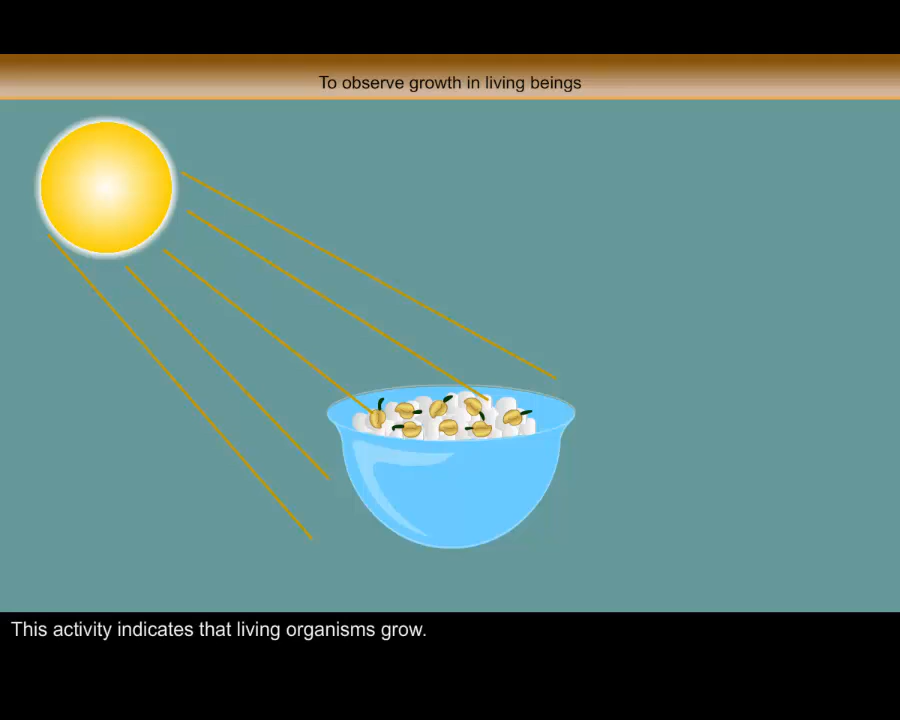 To observe growth in living beings
This activity indicates that living organisms grow.